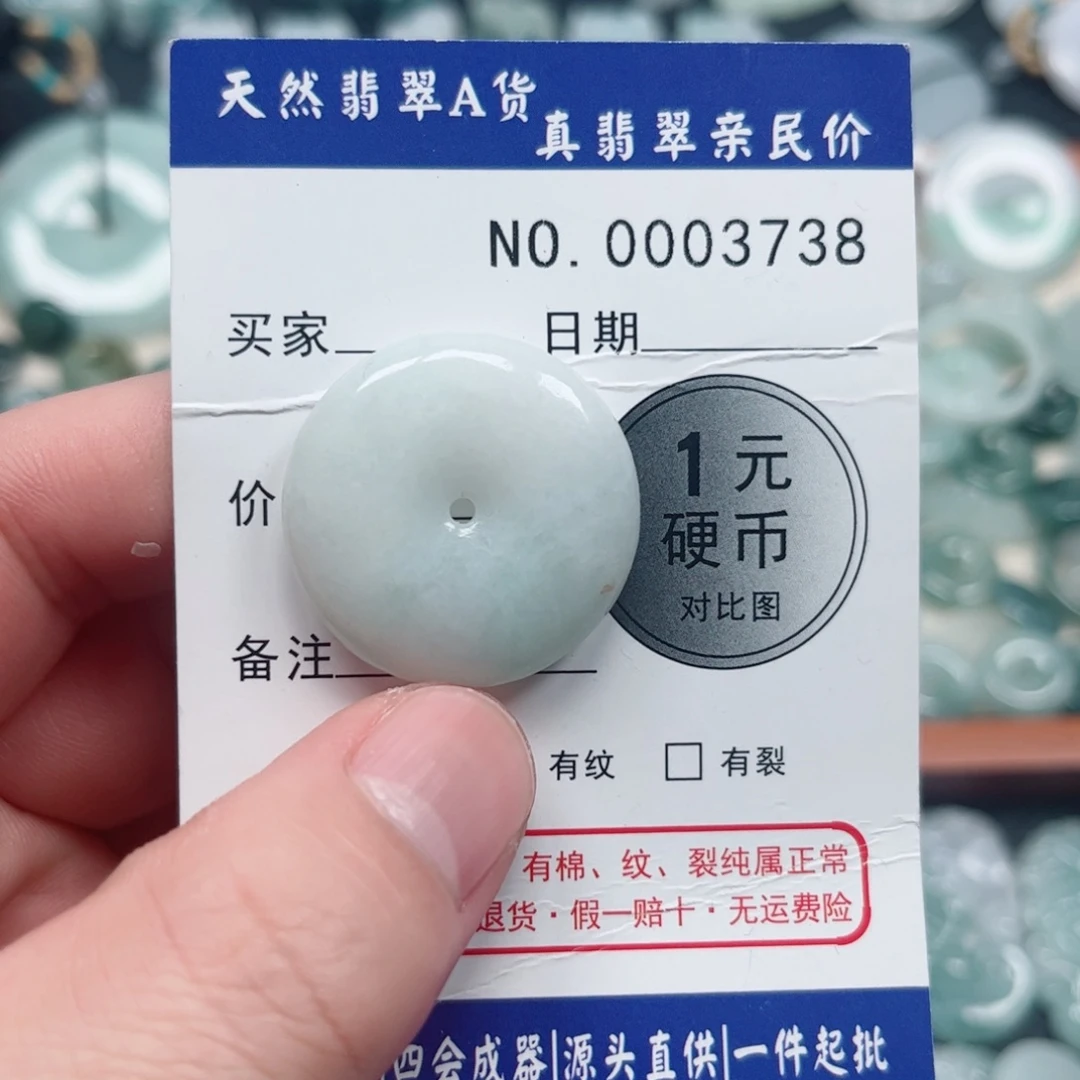 天然翡翠A货
真翡翠亲民价
NO. 0003738
买家 日期
价
1元
硬币
对比图
备注
有纹 □ 有裂
有棉、纹、裂纯属正常
退货·假一赔十·无运费险
四会成器|源头直供|一件起批